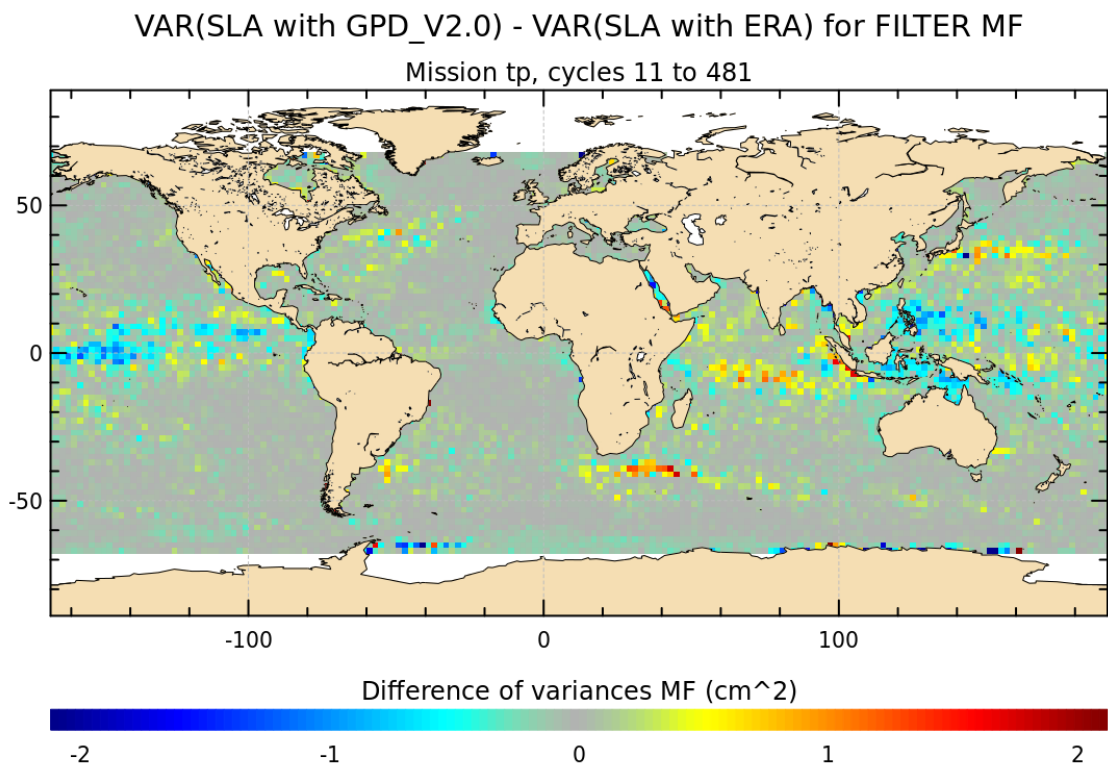 VAR(SLA with GPD_V2.0) - VAR(SLA with ERA) for FILTER MF
Mission tp, cycles 11 to 481
50
0
-50
-100 0 100
Difference of variances MF (cm^2)
-2 -1 0 1 2